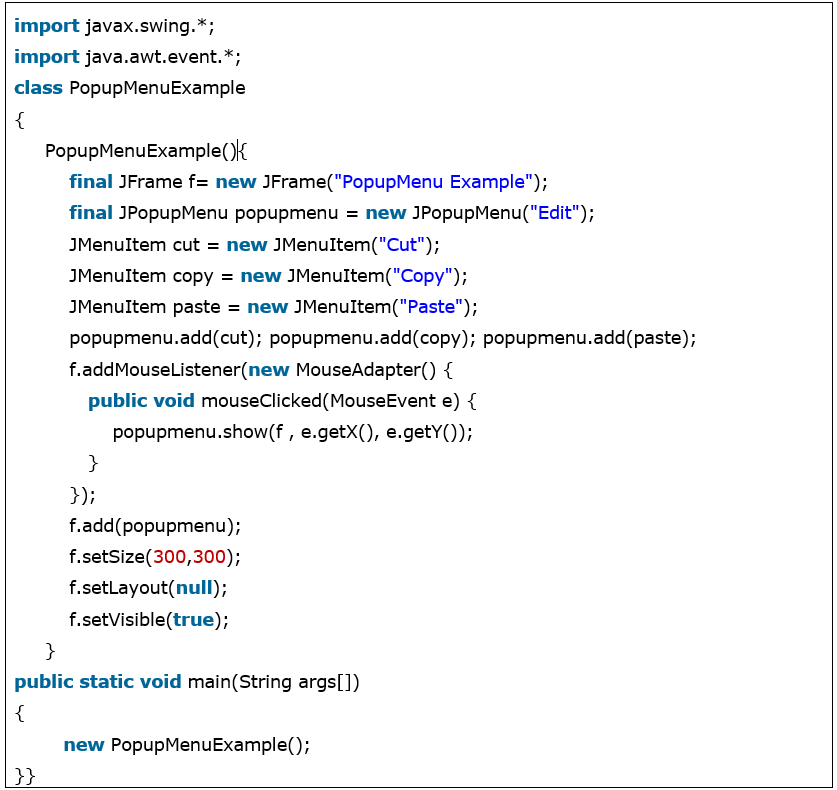 import javax.swing.*;
import java.awt.event.*;
class PopupMenuExample
{
PopupMenuExample(){
final JFrame f= new JFrame("PopupMenu Example");
final JPopupMenu popupmenu = new JPopupMenu("Edit");
JMenuItem cut = new JMenuItem("Cut");
JMenuItem copy = new JMenuItem("Copy");
JMenuItem paste = new JMenuItem("Paste");
popupmenu.add(cut); popupmenu.add(copy); popupmenu.add(paste);
f.addMouseListener(new MouseAdapter() {
public void mouseClicked(MouseEvent e) {
popupmenu.show(f , e.getX(), e.getY());
}
});
f.add(popupmenu);
f.setSize(300,300);
f.setLayout(null);
f.setVisible(true);
}
public static void main(String args[])
{
new PopupMenuExample();
}}